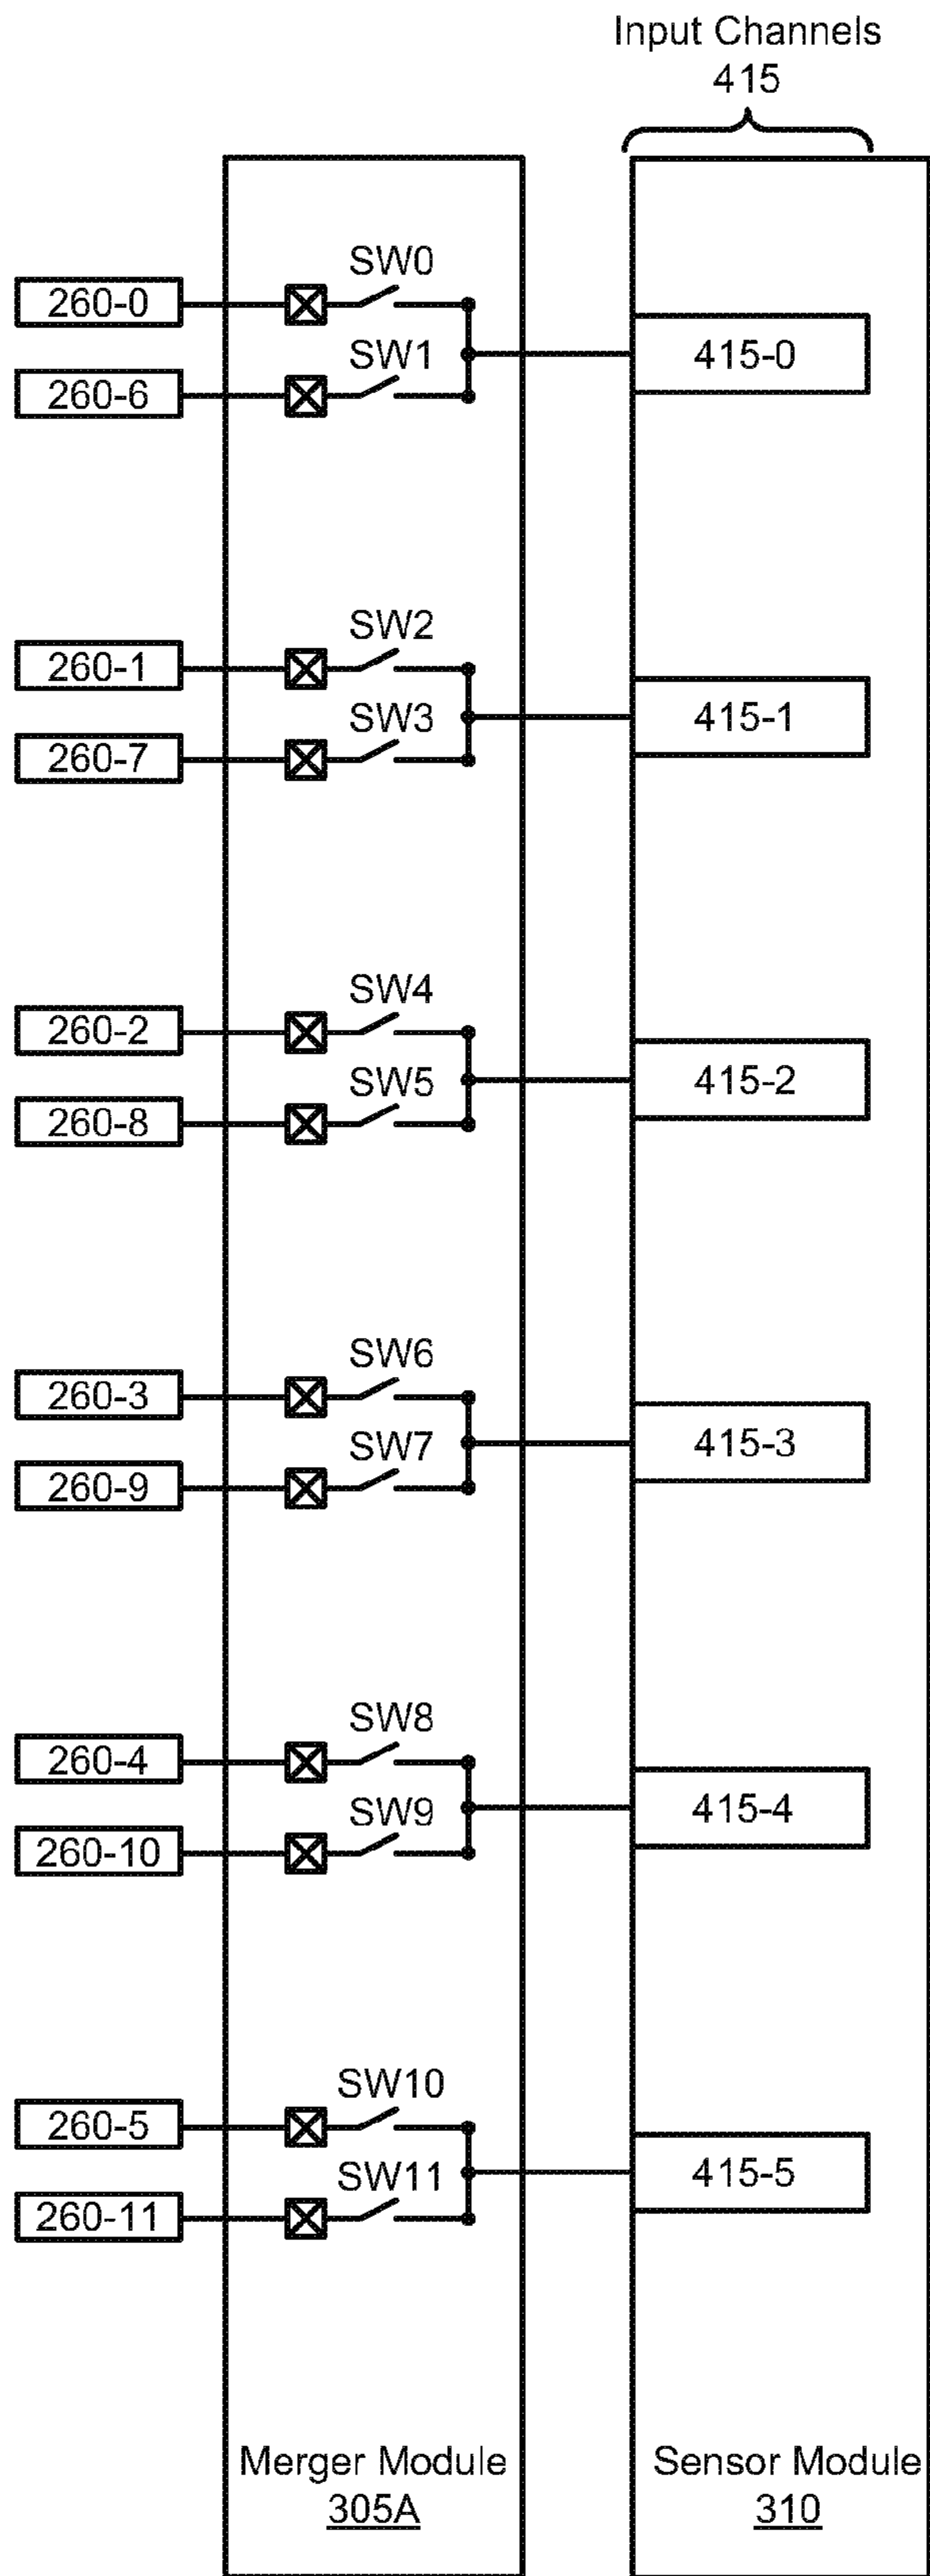 Input Channels
415
SW0
260-0
415-0
SW1
260-6
SW2
260-1
415-1
SW3
260-7
SW4
260-2
415-2
SW5
260-8
SW6
260-3
415-3
SW7
260-9
SW8
260-4
415-4
SW9
260-10
SW10
260-5
415-5
SW11
260-11
Merger Module
305A
Sensor Module
310